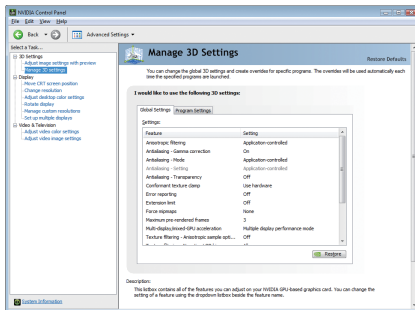 NVIDIA Control Panel
File Edit View Help
Back Advanced Settings
Select a Task...
3D Settings
Adjust image settings with preview
Manage 3D settings
Display
Move CRT screen position
Change resolution
Adjust desktop color settings
Rotate display
Manage custom resolutions
Set up multiple displays
Video & Television
Adjust video color settings
Adjust video image settings
System Information
Manage 3D Settings
Restore Defaults
You can change the global 3D settings and create overrides for specific programs. The overrides will be used automatically each
time the specified programs are launched.
I would like to use the following 3D settings:
Global Settings Program Settings
Settings:
Feature Setting
Anisotropic filtering Application-controlled
Antialiasing - Gamma correction On
Antialiasing - Mode Application-controlled
Antialiasing - Setting Application-controlled
Antialiasing - Transparency Off
Conformant texture clamp Use hardware
Error reporting Off
Extension limit Off
Force mipmaps None
Maximum pre-rendered frames 3
Multi-display/mixed-GPU acceleration Multiple display performance mode
Texture filtering - Anisotropic sample opti... Off
Restore
Description:
This listbox contains all of the features you can adjust on your NVIDIA GPU-based graphics card. You can change the
setting of a feature using the dropdown listbox beside the feature name.